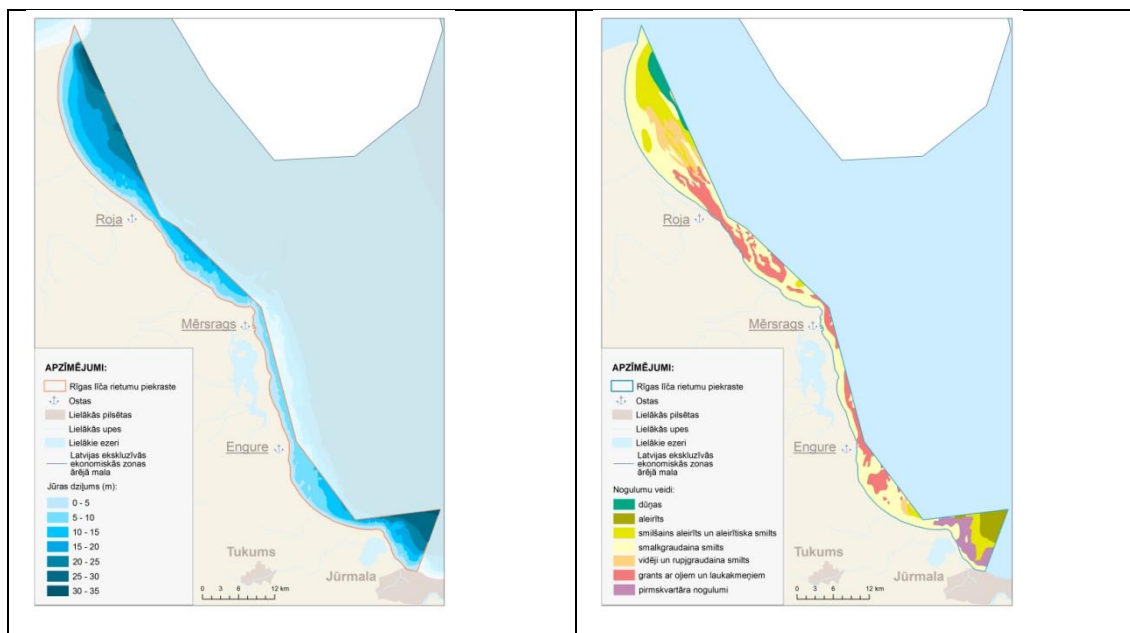 Roja
Mērsrags
Engure
Tukums
Jūrmala
APZĪMĒJUMI:
Rīgas līča rietumu piekraste
Ostas
Lielākās pilsētas
Lielākās upes
Lielākie ezeri
Latvijas ekskluzīvās
ekonomiskās zonas
ārējā mala
Jūras dziļums (m):
0 - 5
5 - 10
10 - 15
15 - 20
20 - 25
25 - 30
30 - 35
0 3 6 12 km
Roja
Mērsrags
Engure
Tukums
Jūrmala
APZĪMĒJUMI:
Rīgas līča rietumu piekraste
Ostas
Lielākās pilsētas
Lielākās upes
Lielākie ezeri
Latvijas ekskluzīvās
ekonomiskās zonas
ārējā mala
Nogulumu veidi:
dūņas
aleirīts
smilšains aleirīts un aleirītiska smilts
smalkgraudaina smilts
vidēji un rupjgraudaina smilts
grants ar oļiem un laukakmeņiem
pirmskvartāra nogulumi
0 3 6 12 km